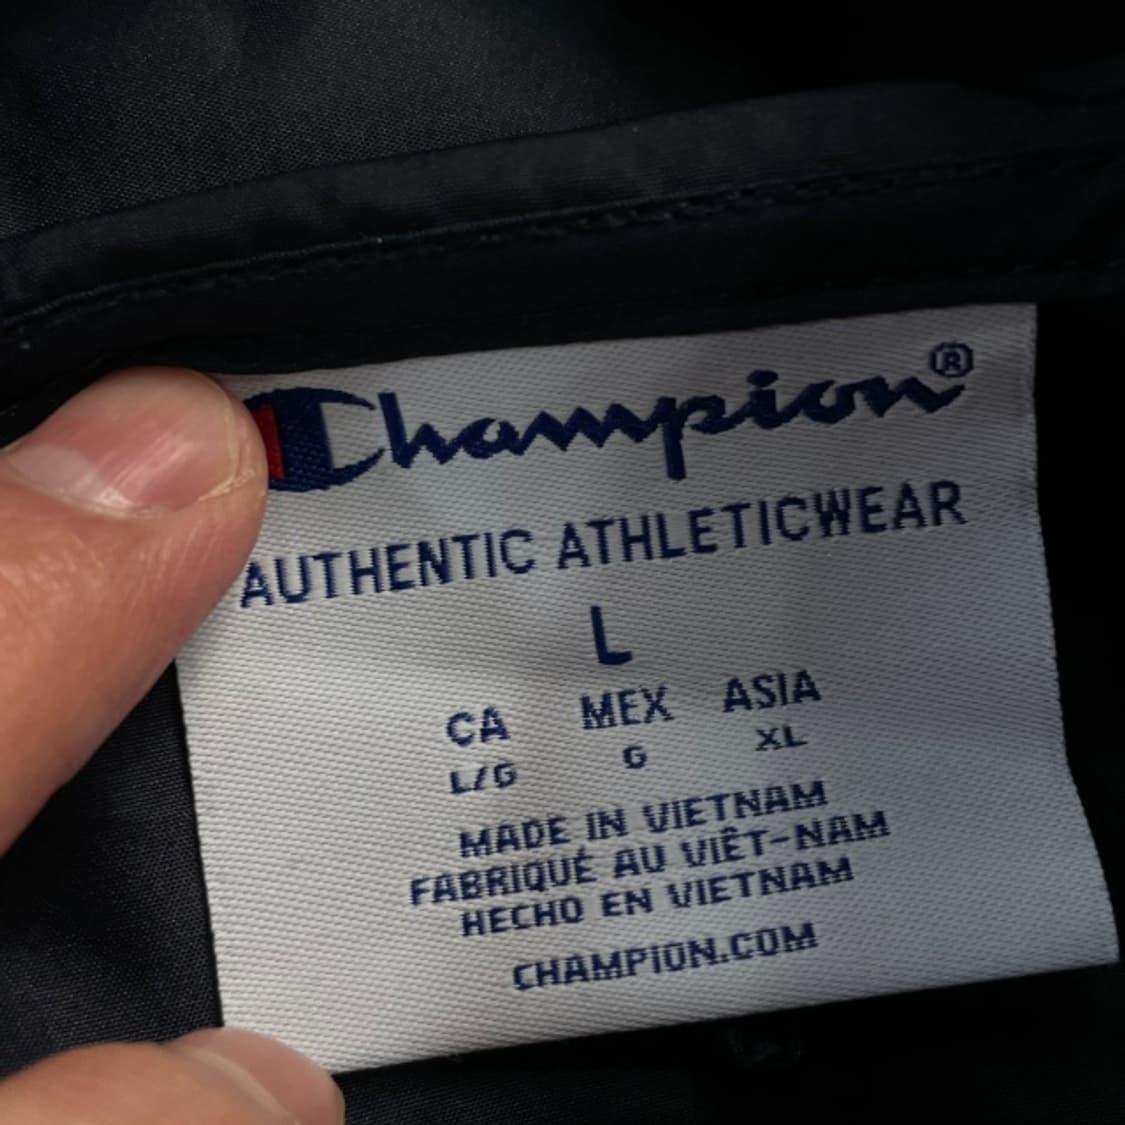 Champion®
AUTHENTIC ATHLETICWEAR
L
CA MEX ASIA
L/G G XL
MADE IN VIETNAM
FABRIQUÉ AU VIÊT-NAM
HECHO EN VIETNAM
CHAMPION.COM